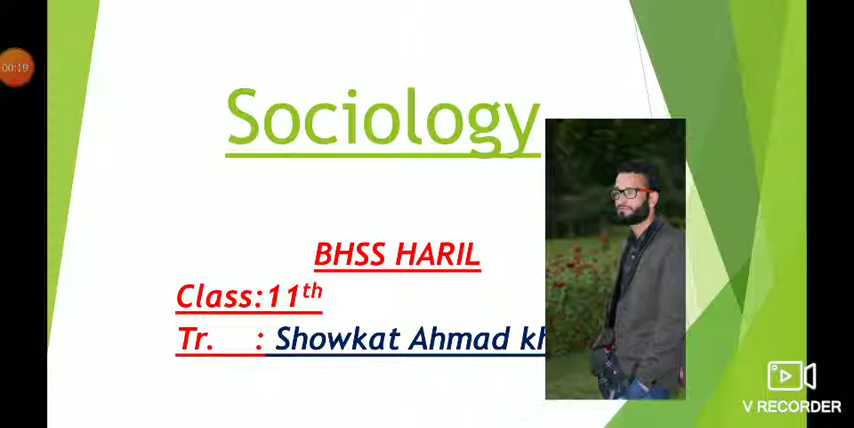 00:19
Sociology
BHSS HARIL
Class:11th
Tr. : Showkat Ahmad
V RECORDER